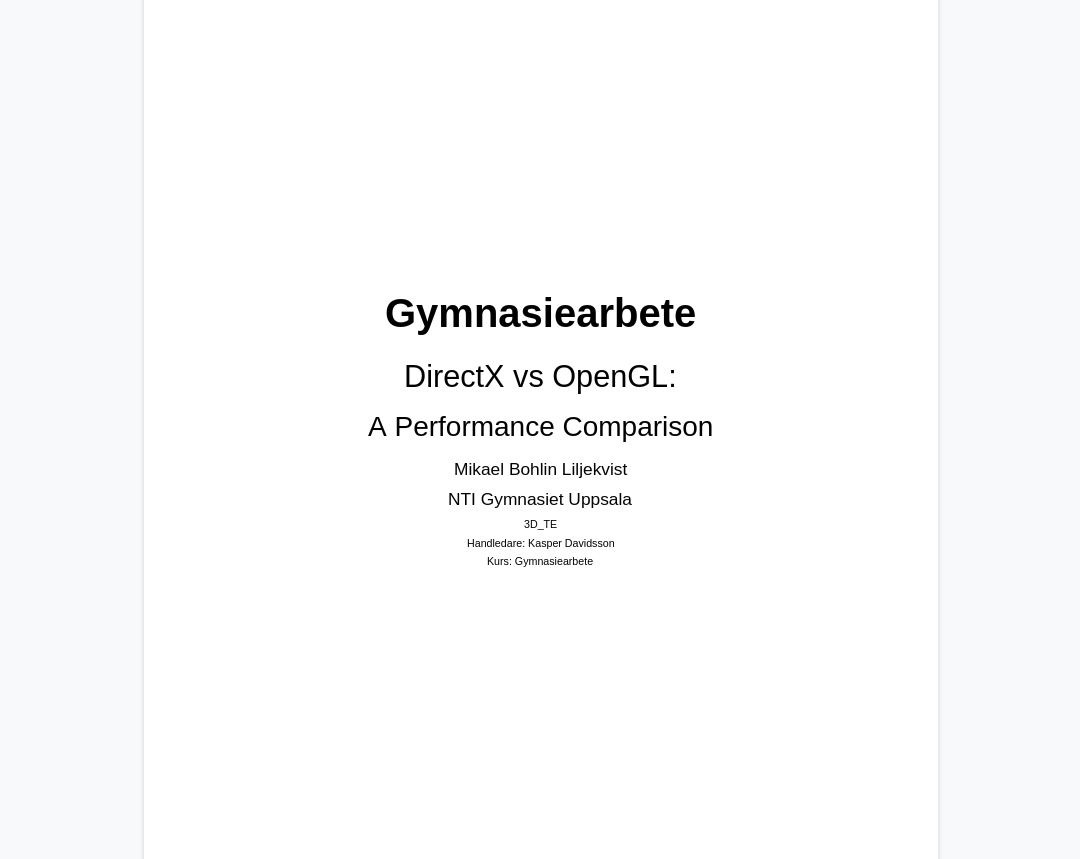 Gymnasiearbete
DirectX vs OpenGL:
A Performance Comparison
Mikael Bohlin Liljekvist
NTI Gymnasiet Uppsala
3D_TE
Handledare: Kasper Davidsson
Kurs: Gymnasiearbete